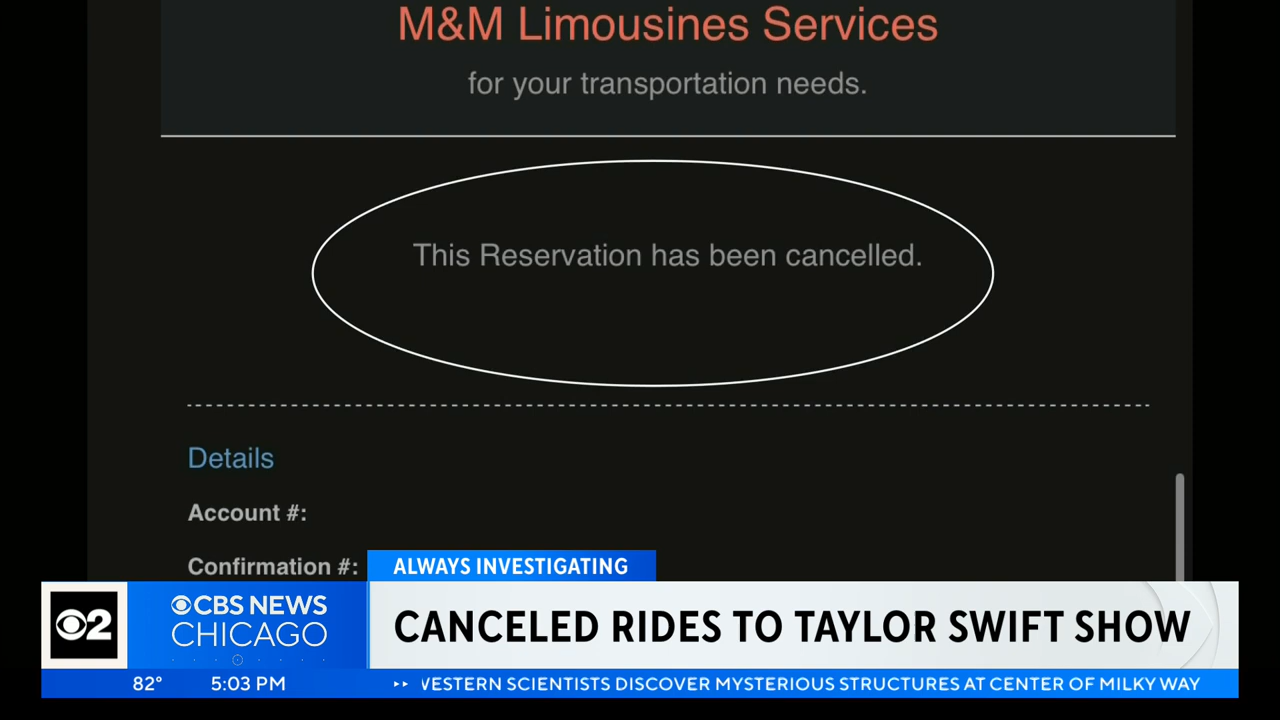 M&M Limousines Services
for your transportation needs.
This Reservation has been cancelled.
Details
Account #:
Confirmation #:
ALWAYS INVESTIGATING
2
CBS NEWS
CHICAGO
CANCELED RIDES TO TAYLOR SWIFT SHOW
82° 5:03 PM
SCIENTISTS DISCOVER MYSTERIOUS STRUCTURES AT CENTER OF MILKY WAY